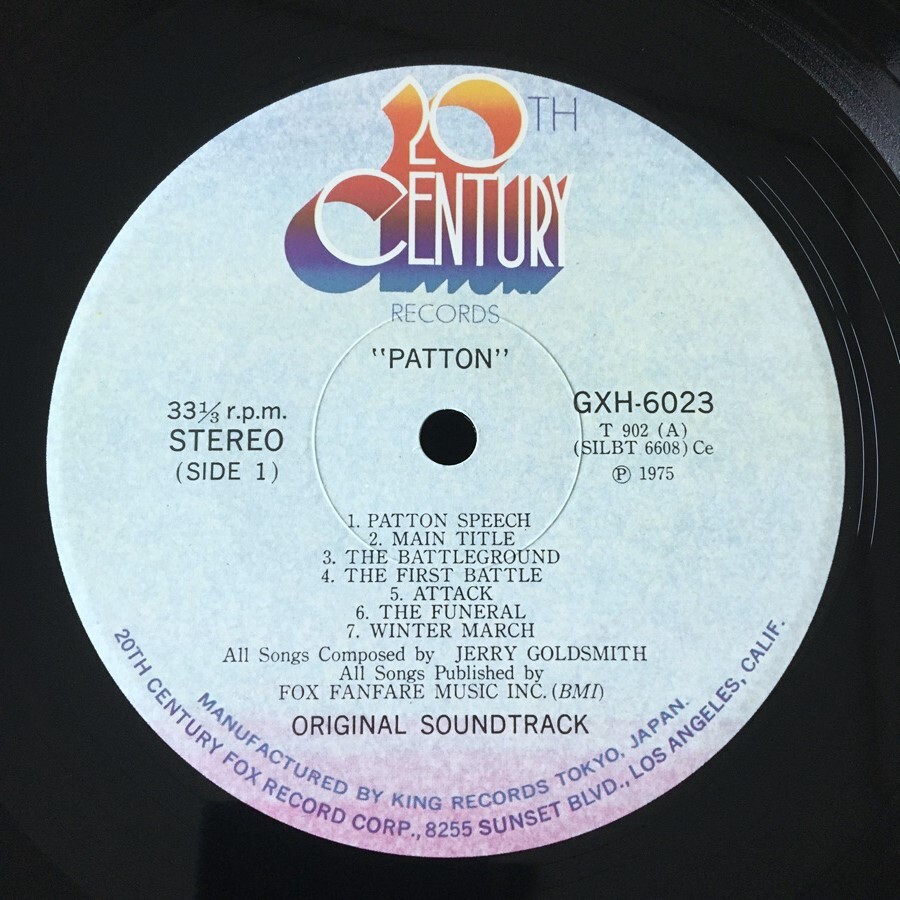 20TH
CENTURY
RECORDS
"PATTON"
33⅓ r.p.m.
STEREO
(SIDE 1)
GXH-6023
T 902 (A)
(SILBT 6608) Ce
Ⓟ 1975
1. PATTON SPEECH
2. MAIN TITLE
3. THE BATTLEGROUND
4. THE FIRST BATTLE
5. ATTACK
6. THE FUNERAL
7. WINTER MARCH
All Songs Composed by JERRY GOLDSMITH
All Songs Published by
FOX FANFARE MUSIC INC. (BMI)
ORIGINAL SOUNDTRACK
MANUFACTURED BY KING RECORDS TOKYO. JAPAN.
20TH CENTURY FOX RECORD CORP., 8255 SUNSET BLVD., LOS ANGELES, CALIF.